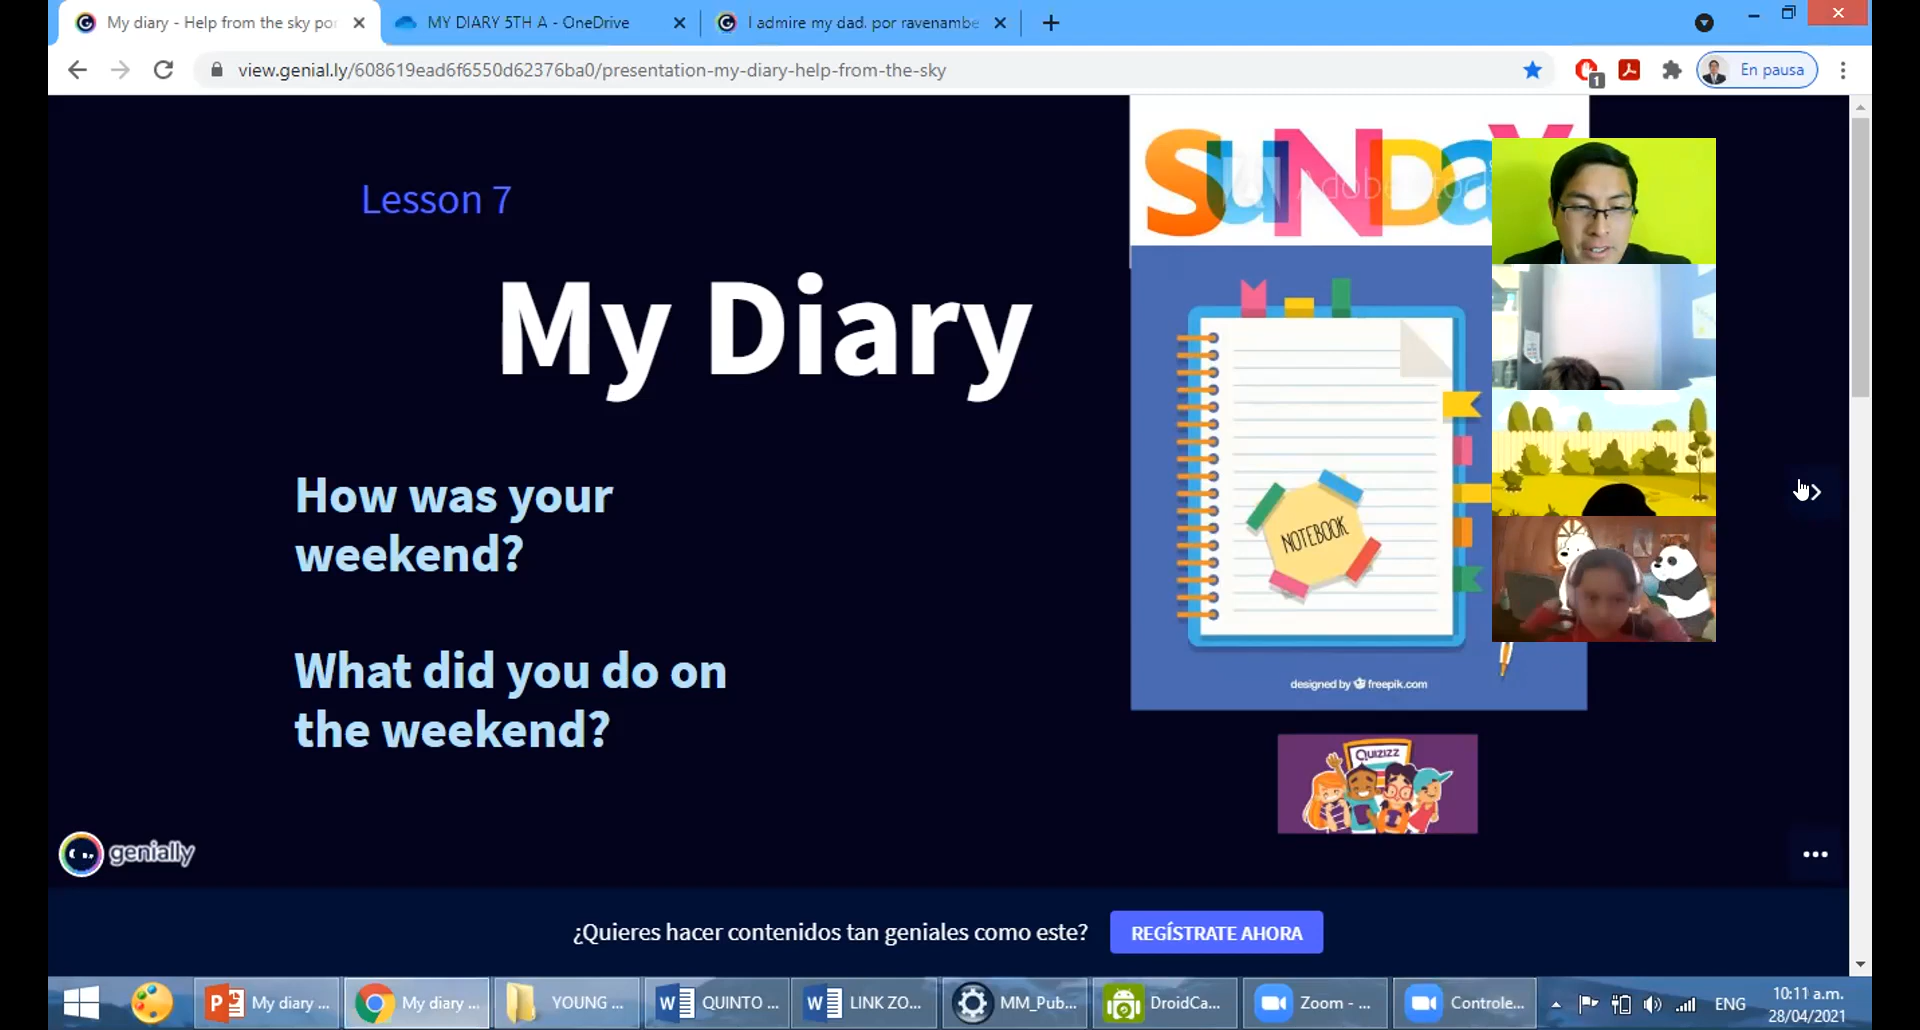 My diary - Help from the sky por
MY DIARY 5TH A - OneDrive
I admire my dad. por ravenambe
view.genial.ly/608619ead6f6550d62376ba0/presentation-my-diary-help-from-the-sky
1
En pausa
SUNDAY
Adobe Stock
Lesson 7
My Diary
How was your
weekend?
What did you do on
the weekend?
NOTEBOOK
designed by freepik.com
Quizizz
genially
¿Quieres hacer contenidos tan geniales como este?
REGÍSTRATE AHORA
My diary ...
My diary ...
YOUNG ...
QUINTO ...
LINK ZO...
MM_Pub...
DroidCa...
Zoom - ...
Controle...
ENG
10:11 a.m.
28/04/2021